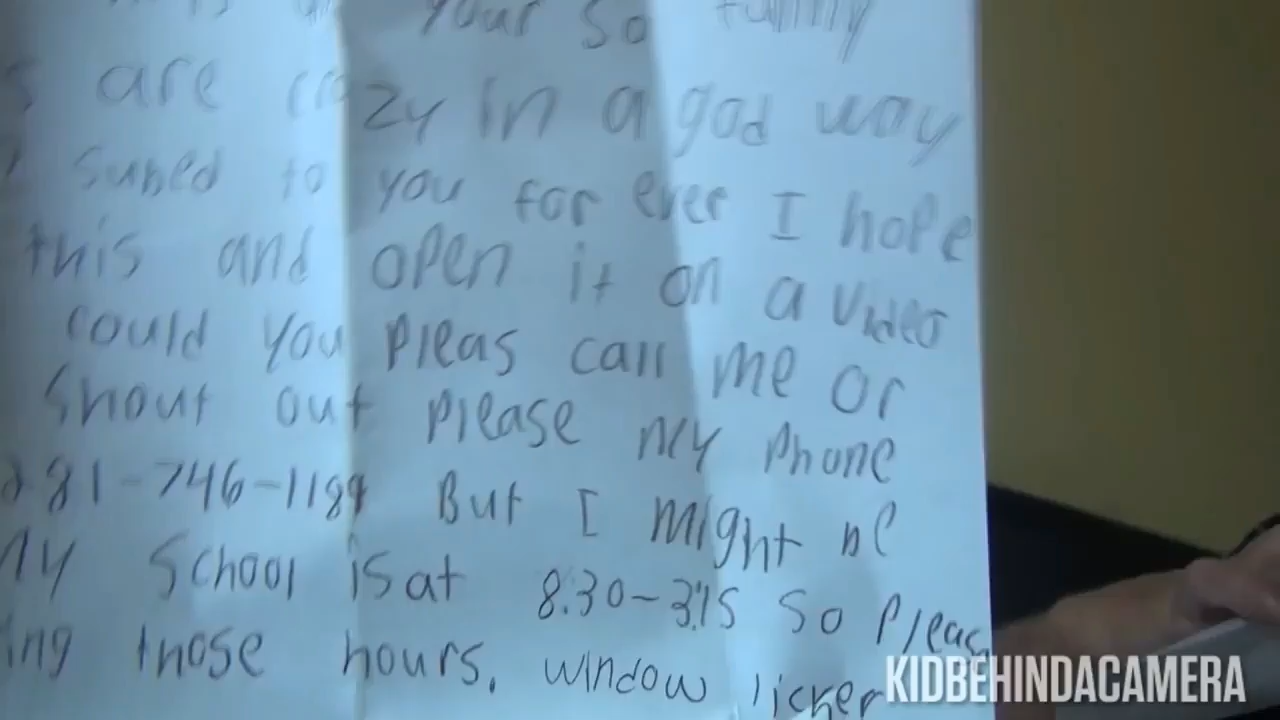 your so funny
are crazy in a god way
subed to you for ever I hope
this and open it on a video
could you pleas call me or
shout out please my phone
But I might be
my school is at 8:30-3:15 so pleas
those hours. window licker
KIDBEHINDACAMERA